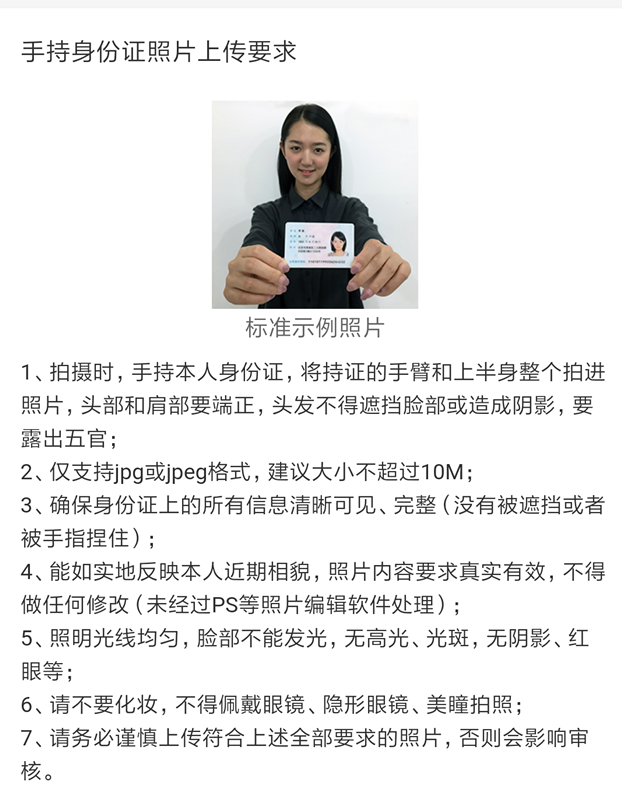 手持身份证照片上传要求
标准示例照片
1、拍摄时，手持本人身份证，将持证的手臂和上半身整个拍进
照片，头部和肩部要端正，头发不得遮挡脸部或造成阴影，要
露出五官；
2、仅支持jpg或jpeg格式，建议大小不超过10M；
3、确保身份证上的所有信息清晰可见、完整（没有被遮挡或者
被手指捏住）；
4、能如实地反映本人近期相貌，照片内容要求真实有效，不得
做任何修改（未经过PS等照片编辑软件处理）；
5、照明光线均匀，脸部不能发光，无高光、光斑，无阴影、红
眼等；
6、请不要化妆，不得佩戴眼镜、隐形眼镜、美瞳拍照；
7、请务必谨慎上传符合上述全部要求的照片，否则会影响审
核。